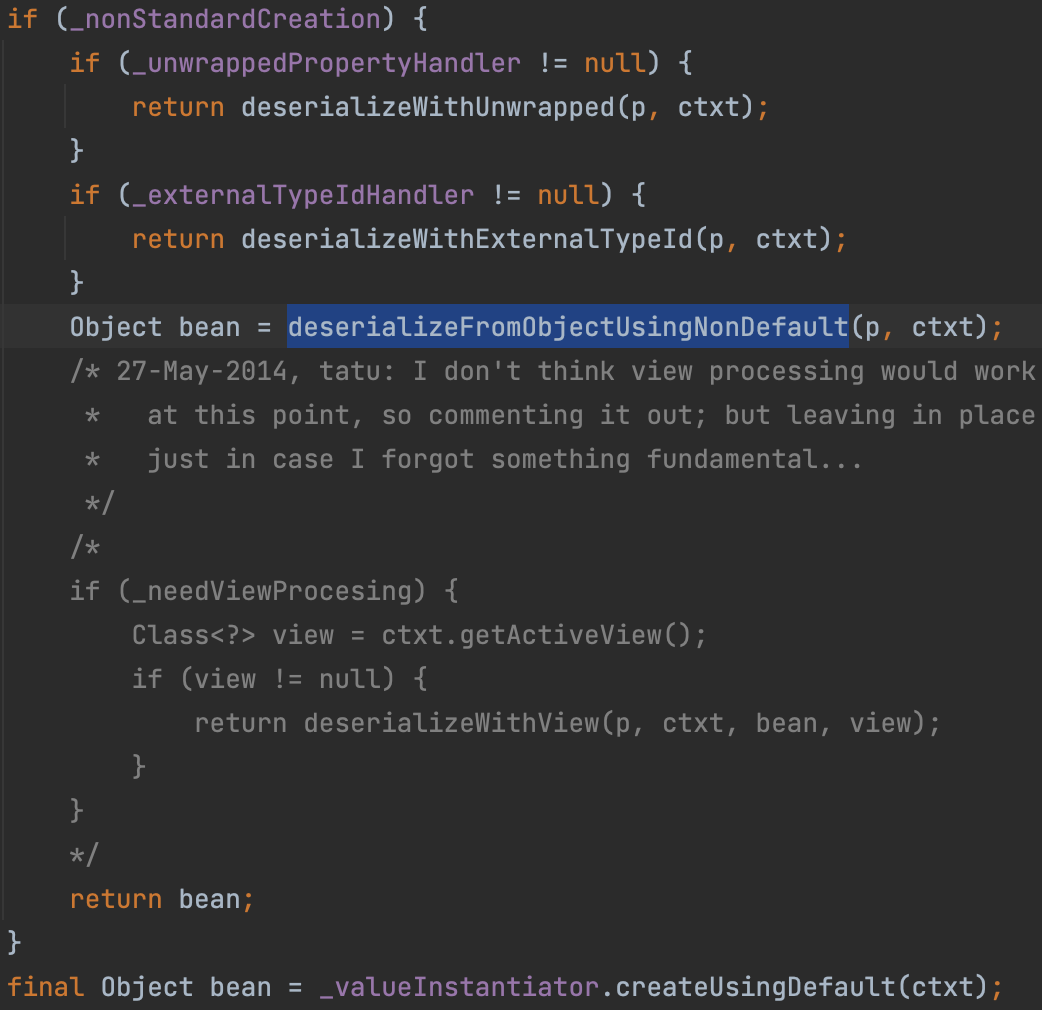 if (_nonStandardCreation) {
    if (_unwrappedPropertyHandler != null) {
        return deserializeWithUnwrapped(p, ctxt);
    }
    if (_externalTypeIdHandler != null) {
        return deserializeWithExternalTypeId(p, ctxt);
    }
    Object bean = deserializeFromObjectUsingNonDefault(p, ctxt);
    /* 27-May-2014, tatu: I don't think view processing would work
     *   at this point, so commenting it out; but leaving in place
     *   just in case I forgot something fundamental...
     */
    /*
    if (_needViewProcesing) {
        Class<?> view = ctxt.getActiveView();
        if (view != null) {
            return deserializeWithView(p, ctxt, bean, view);
        }
    }
    */
    return bean;
}
final Object bean = _valueInstantiator.createUsingDefault(ctxt);